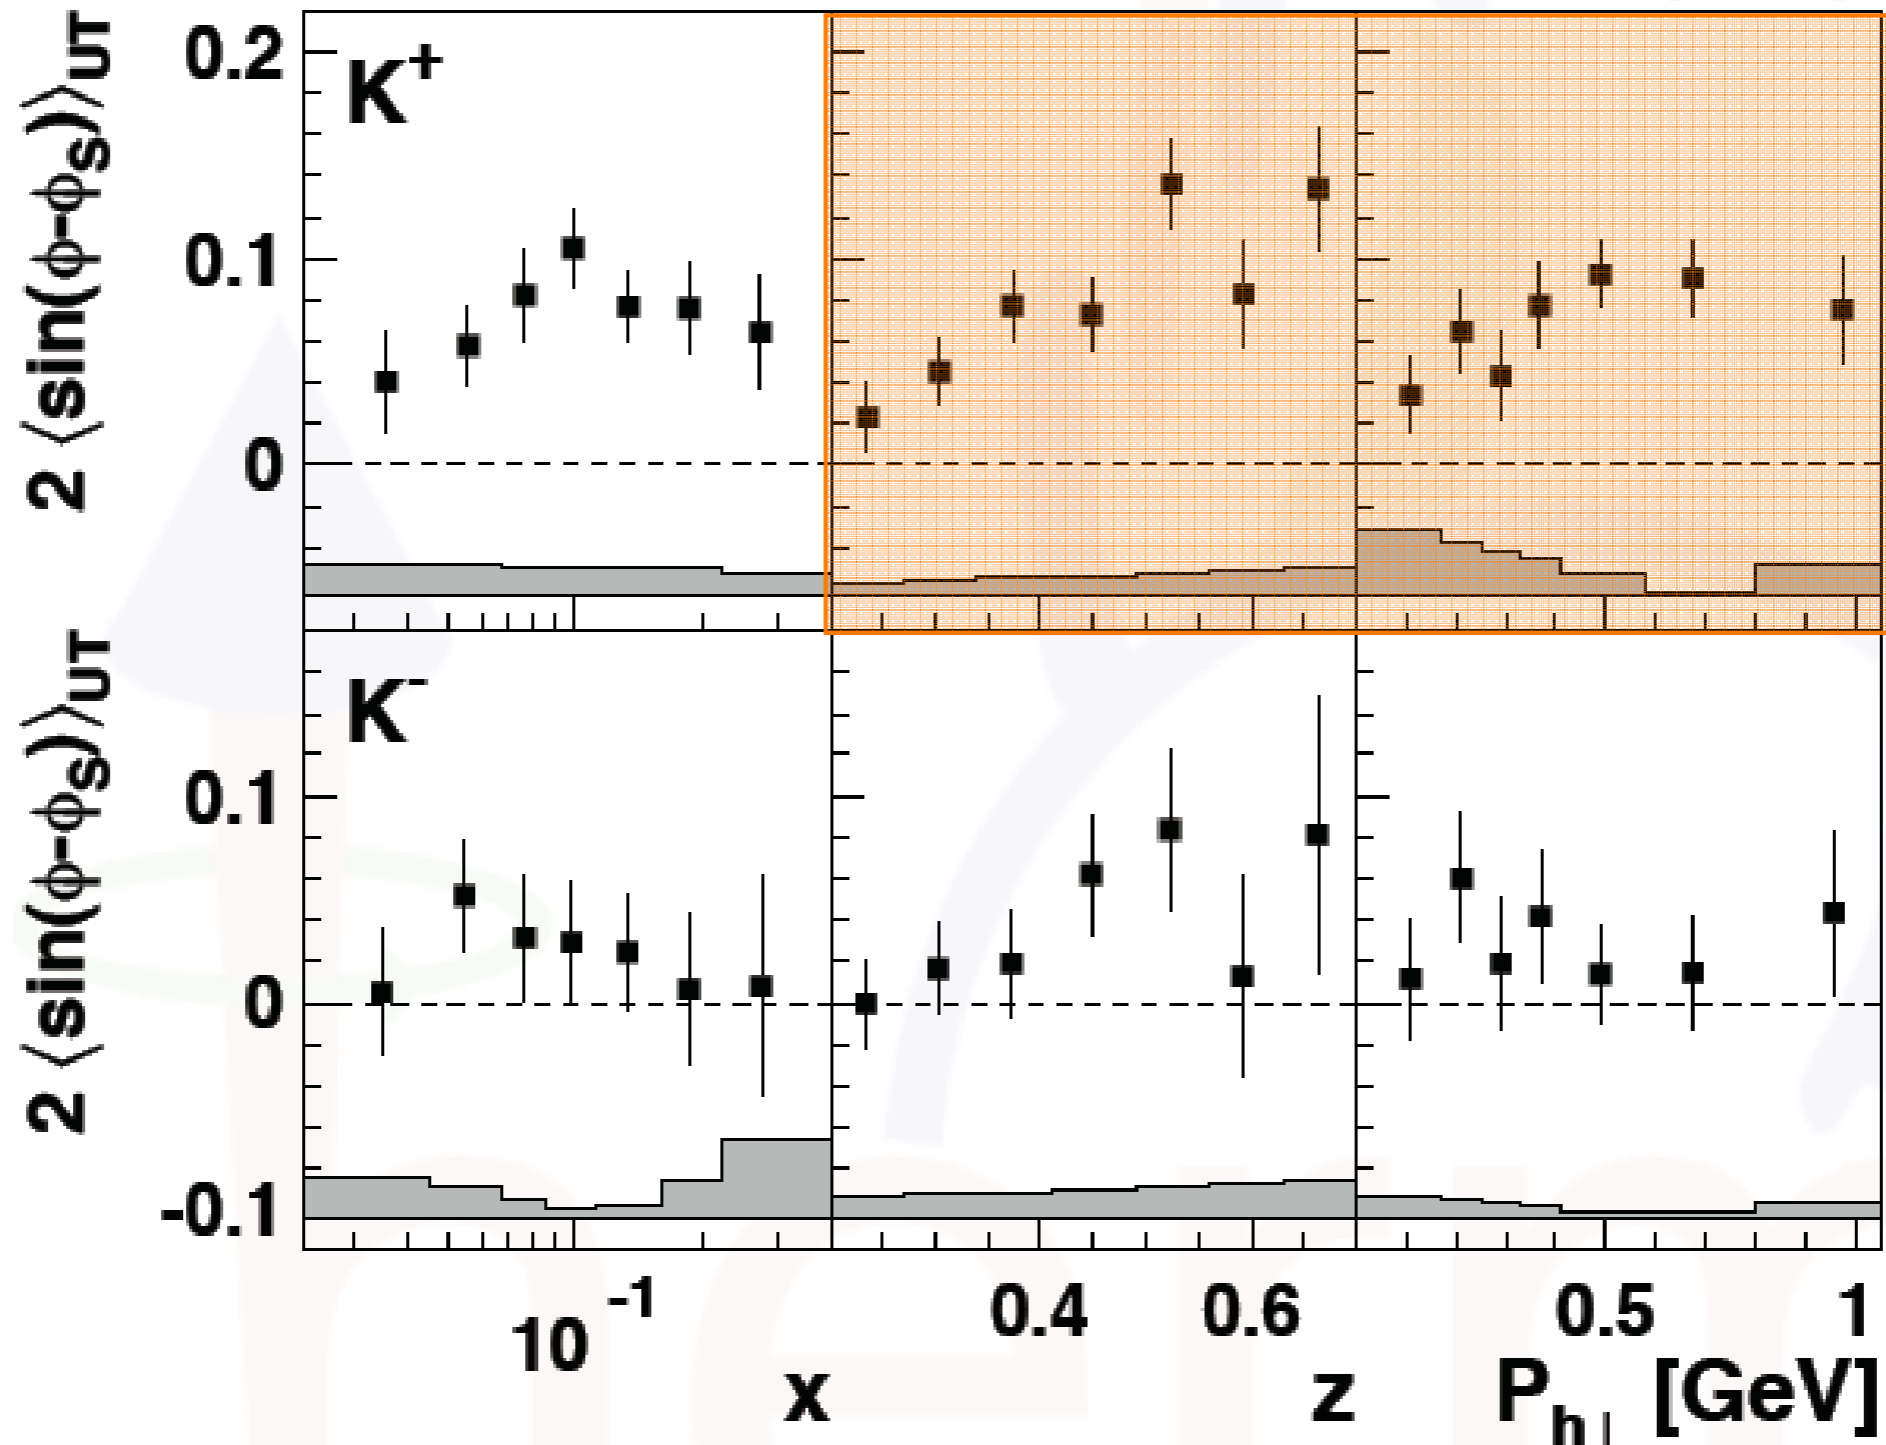 2 ⟨sin(ϕ-ϕS)⟩UT
0.2
K+
0.1
0
2 ⟨sin(ϕ-ϕS)⟩UT
K-
0.1
0
-0.1
10-1
0.4
0.6
0.5
1
x
z
Ph⊥ [GeV]
herm